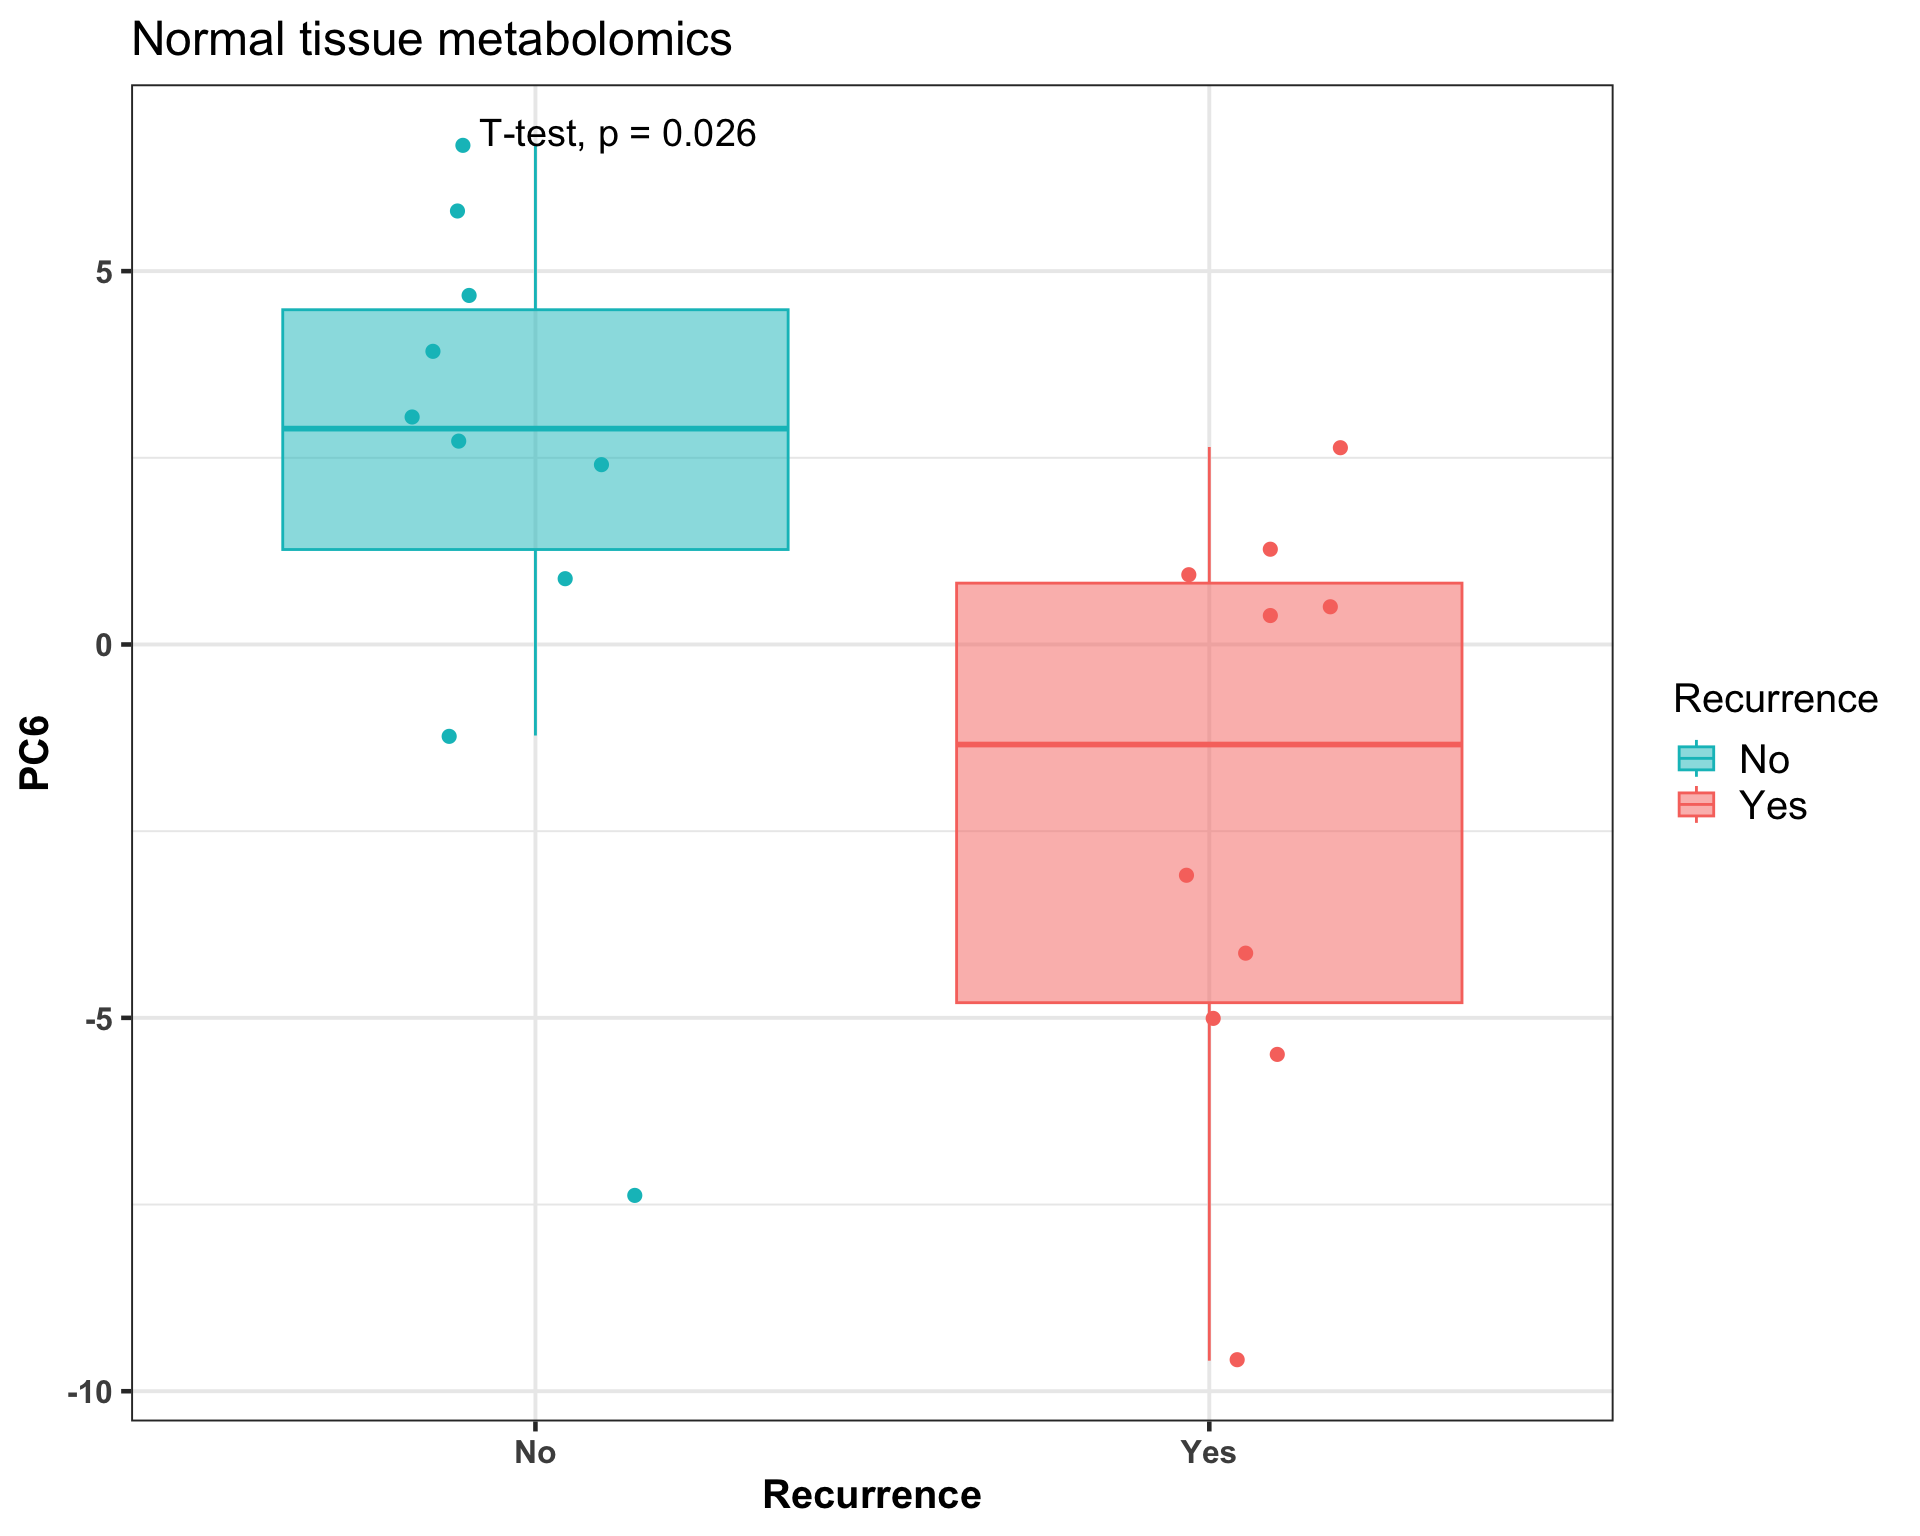 Normal tissue metabolomics
T-test, p = 0.026
5
0
-5
-10
PC6
No
Yes
Recurrence
Recurrence
No
Yes